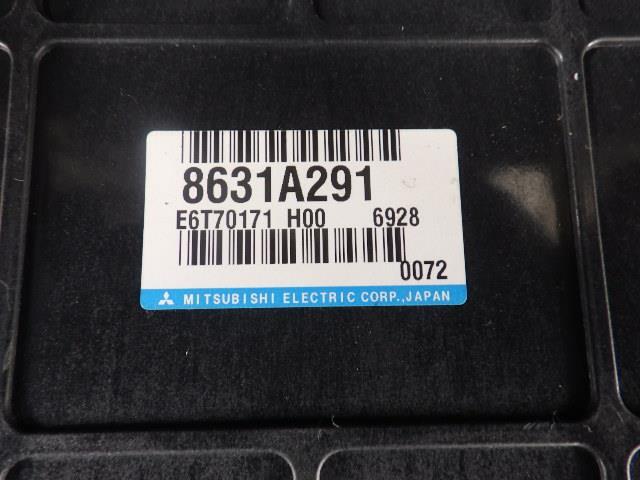 8631A291
E6T70171 H00 6928
0072
MITSUBISHI ELECTRIC CORP.,JAPAN